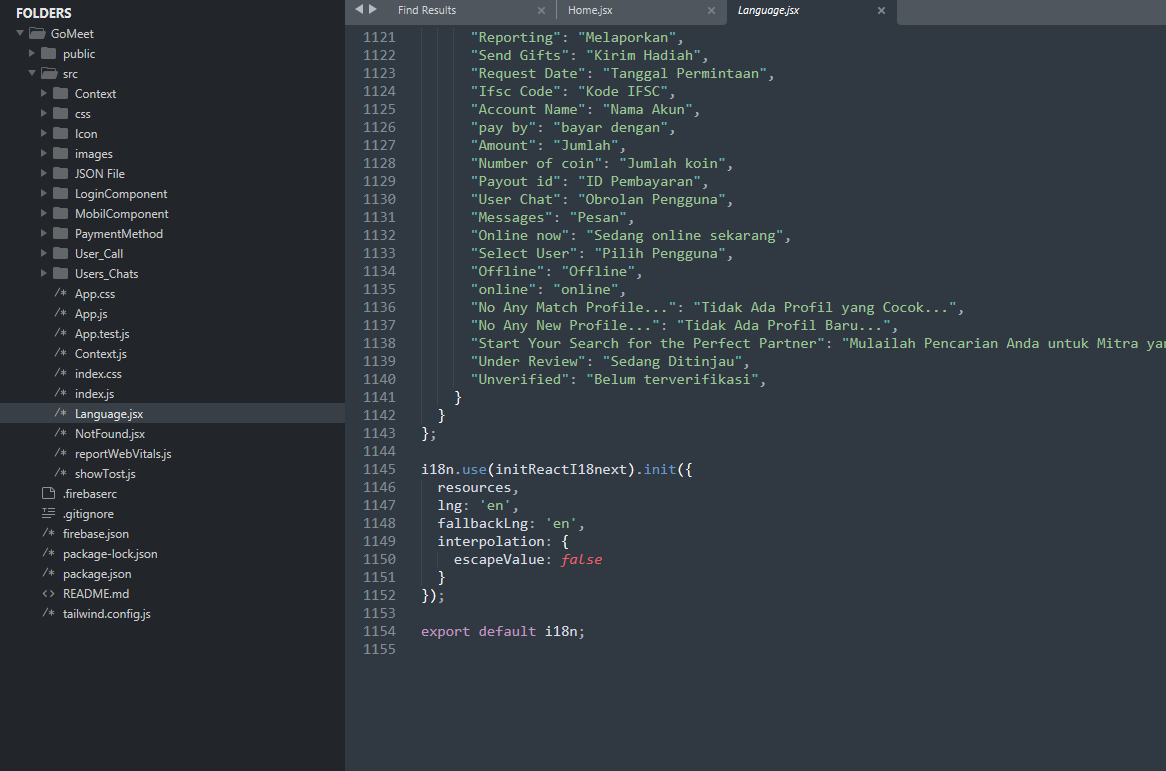 FOLDERS
GoMeet
public
src
Context
css
Icon
images
JSON File
LoginComponent
MobilComponent
PaymentMethod
User_Call
Users_Chats
/* App.css
/* App.js
/* App.test.js
/* Context.js
/* index.css
/* index.js
/* Language.jsx
/* NotFound.jsx
/* reportWebVitals.js
/* showTost.js
.firebaserc
.gitignore
/* firebase.json
/* package-lock.json
/* package.json
<> README.md
/* tailwind.config.js
Find Results × Home.jsx × Language.jsx ×
1121 "Reporting": "Melaporkan",
1122 "Send Gifts": "Kirim Hadiah",
1123 "Request Date": "Tanggal Permintaan",
1124 "Ifsc Code": "Kode IFSC",
1125 "Account Name": "Nama Akun",
1126 "pay by": "bayar dengan",
1127 "Amount": "Jumlah",
1128 "Number of coin": "Jumlah koin",
1129 "Payout id": "ID Pembayaran",
1130 "User Chat": "Obrolan Pengguna",
1131 "Messages": "Pesan",
1132 "Online now": "Sedang online sekarang",
1133 "Select User": "Pilih Pengguna",
1134 "Offline": "Offline",
1135 "online": "online",
1136 "No Any Match Profile...": "Tidak Ada Profil yang Cocok...",
1137 "No Any New Profile...": "Tidak Ada Profil Baru...",
1138 "Start Your Search for the Perfect Partner": "Mulailah Pencarian Anda untuk Mitra ya
1139 "Under Review": "Sedang Ditinjau",
1140 "Unverified": "Belum terverifikasi",
1141 }
1142 }
1143 };
1144
1145 i18n.use(initReactI18next).init({
1146 resources,
1147 lng: 'en',
1148 fallbackLng: 'en',
1149 interpolation: {
1150 escapeValue: false
1151 }
1152 });
1153
1154 export default i18n;
1155